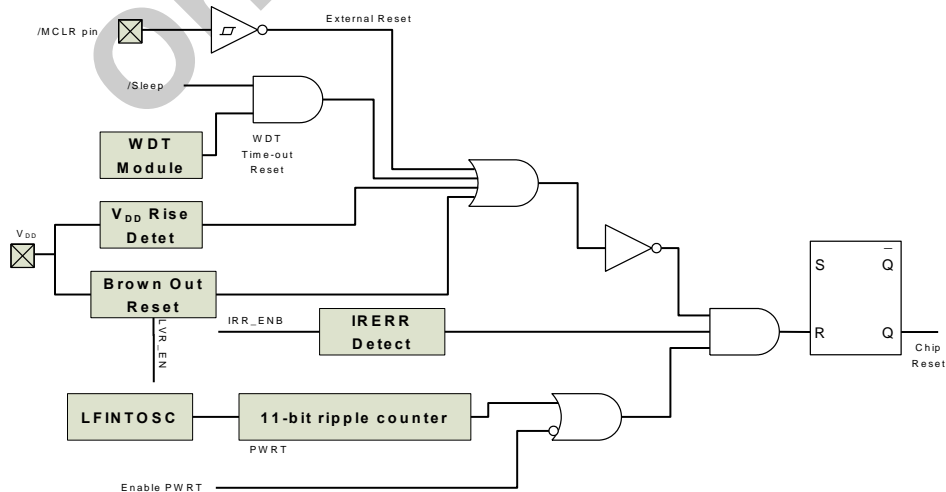 External Reset
/MCLR pin
/Sleep
WDT
Module
WDT
Time-out
Reset
VDD
VDD Rise
Detet
Brown Out
Reset
LVR_EN
IRR_ENB
IRERR
Detect
S
Q
R
Q
Chip
Reset
LFINTOSC
11-bit ripple counter
PWRT
Enable PWRT